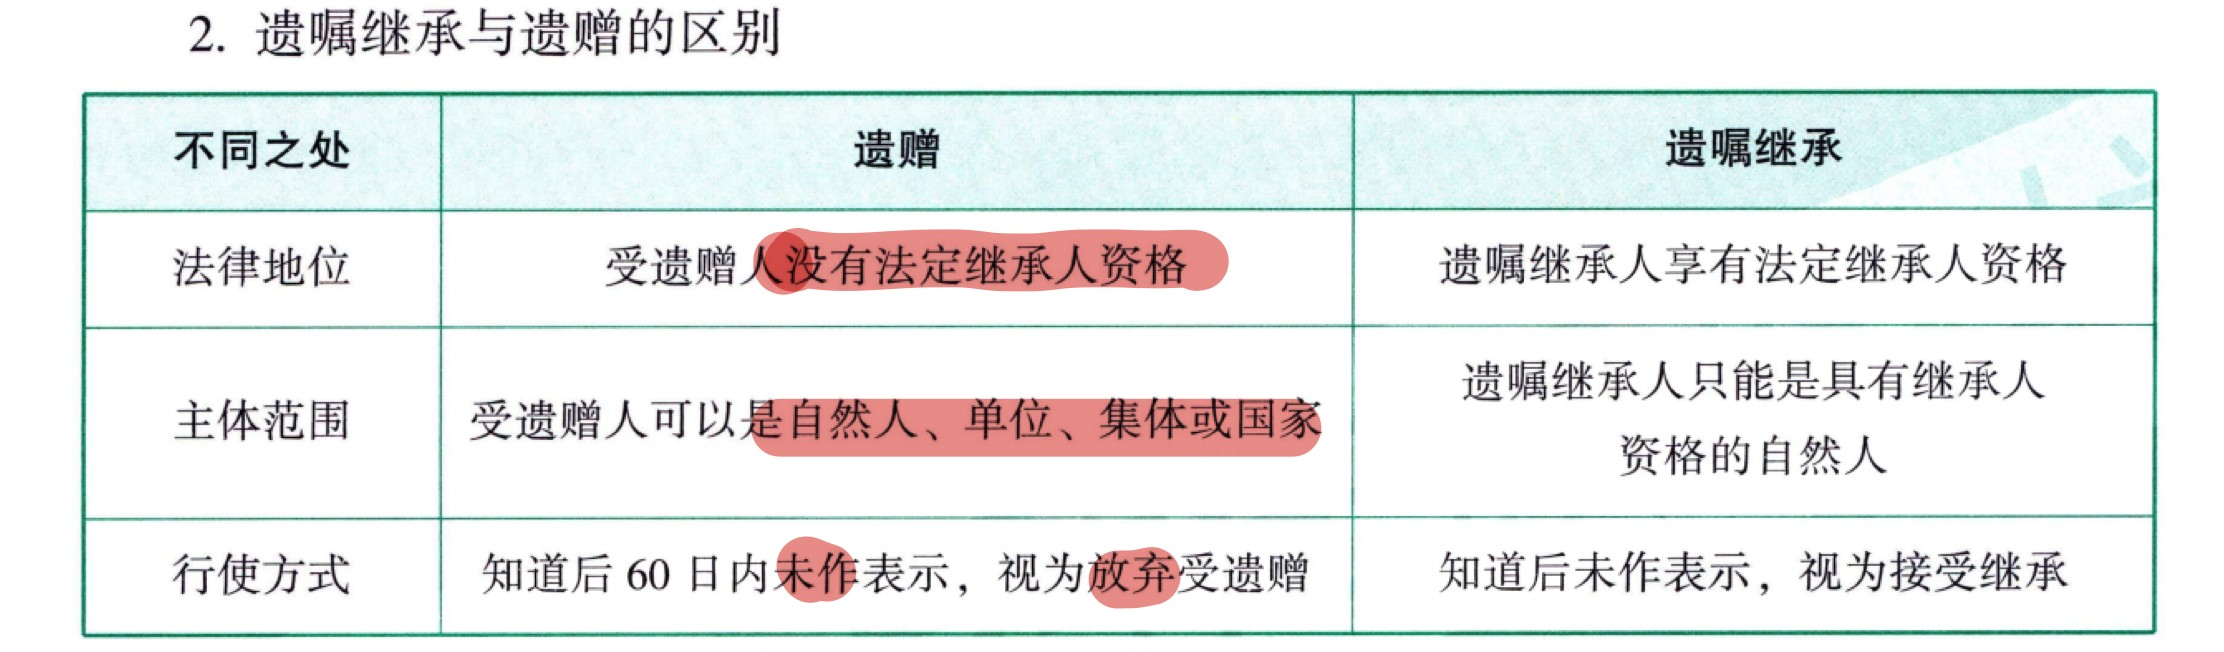 2. 遗嘱继承与遗赠的区别
不同之处 遗赠 遗嘱继承
法律地位 受遗赠人没有法定继承人资格 遗嘱继承人享有法定继承人资格
主体范围 受遗赠人可以是自然人、单位、集体或国家 遗嘱继承人只能是具有继承人
资格的自然人
行使方式 知道后 60 日内未作表示，视为放弃受遗赠 知道后未作表示，视为接受继承